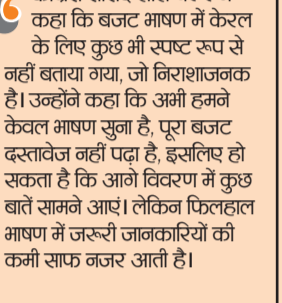 कहा कि बजट भाषण में केरल
के लिए कुछ भी स्पष्ट रूप से
नहीं बताया गया, जो निराशाजनक
है। उन्होंने कहा कि अभी हमने
केवल भाषण सुना है, पूरा बजट
दस्तावेज नहीं पढ़ा है, इसलिए हो
सकता है कि आगे विवरण में कुछ
बातें सामने आएं। लेकिन फिलहाल
भाषण में जरूरी जानकारियों की
कमी साफ नजर आती है।